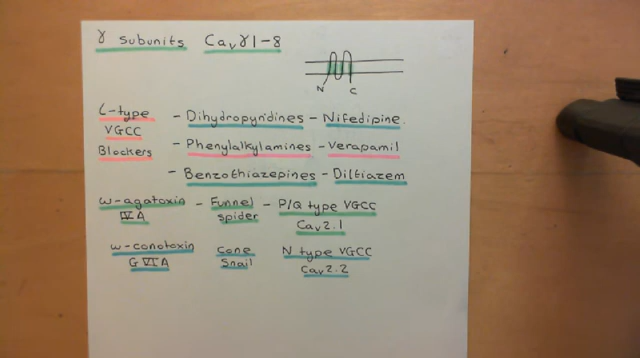 γ subunits Cavγ1-8
N C
L-type - Dihydropyridines - Nifedipine.
VGCC
Blockers - Phenylalkylamines - Verapamil
- Benzothiazepines - Diltiazem
ω-agatoxin - Funnel - P/Q type VGCC
IVA spider Cav2.1
ω-conotoxin Cone N type VGCC
GVIA Snail Cav2.2